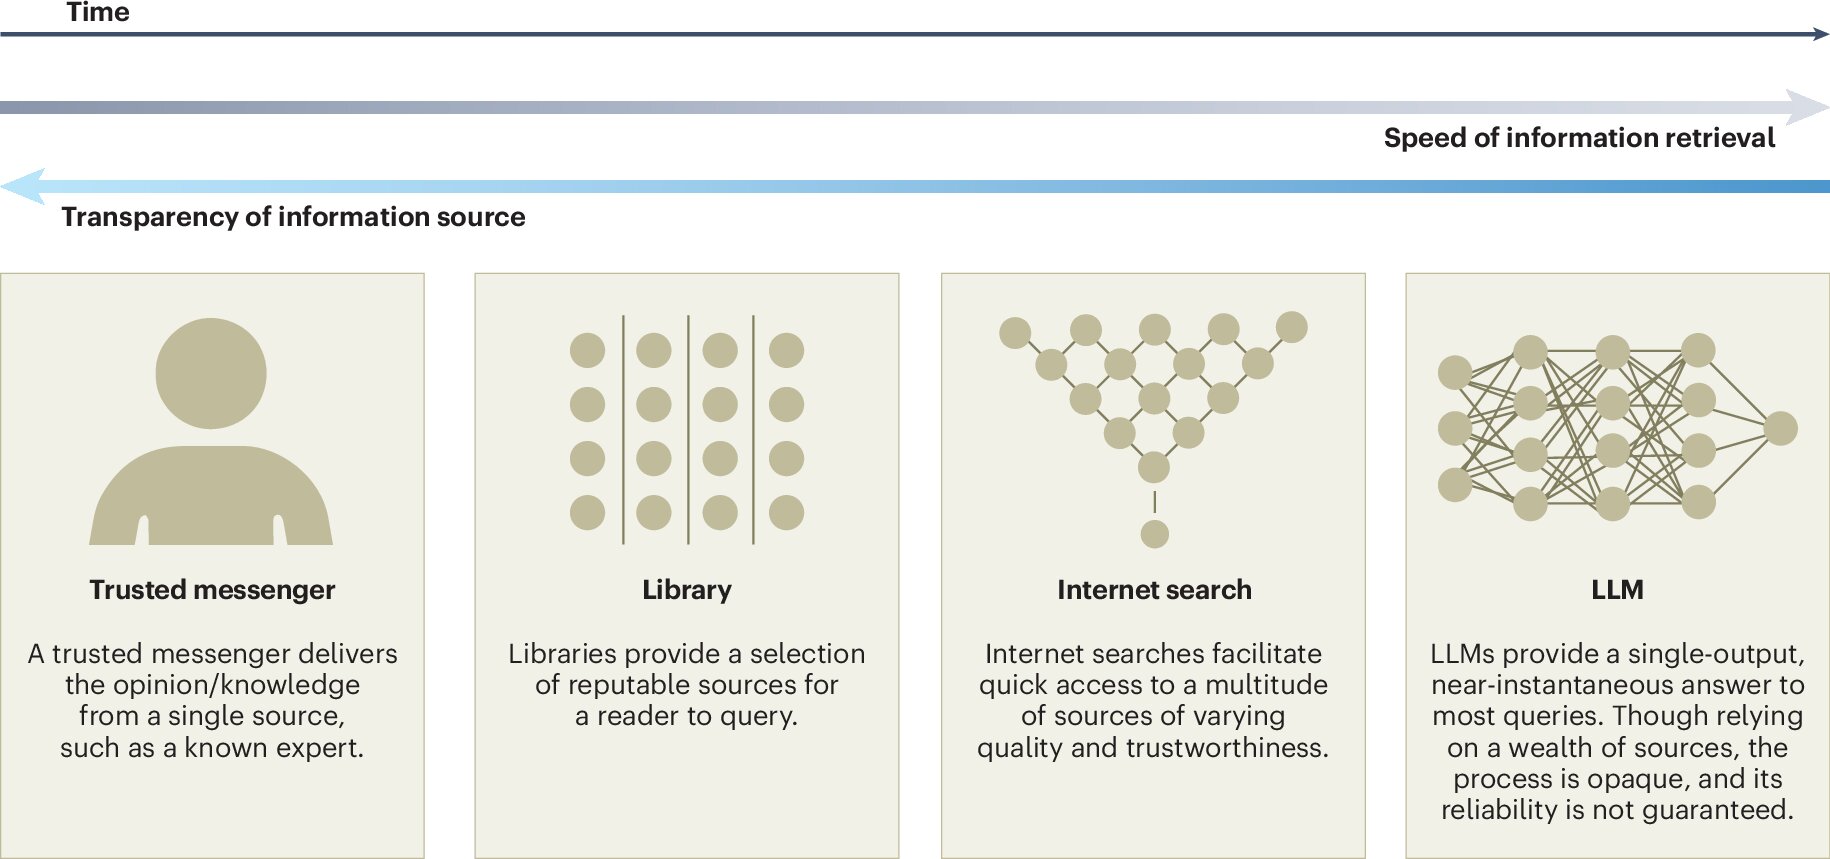 Time
Speed of information retrieval
Transparency of information source
Trusted messenger
A trusted messenger delivers
the opinion/knowledge
from a single source,
such as a known expert.
Library
Libraries provide a selection
of reputable sources for
a reader to query.
Internet search
Internet searches facilitate
quick access to a multitude
of sources of varying
quality and trustworthiness.
LLM
LLMs provide a single-output,
near-instantaneous answer to
most queries. Though relying
on a wealth of sources, the
process is opaque, and its
reliability is not guaranteed.